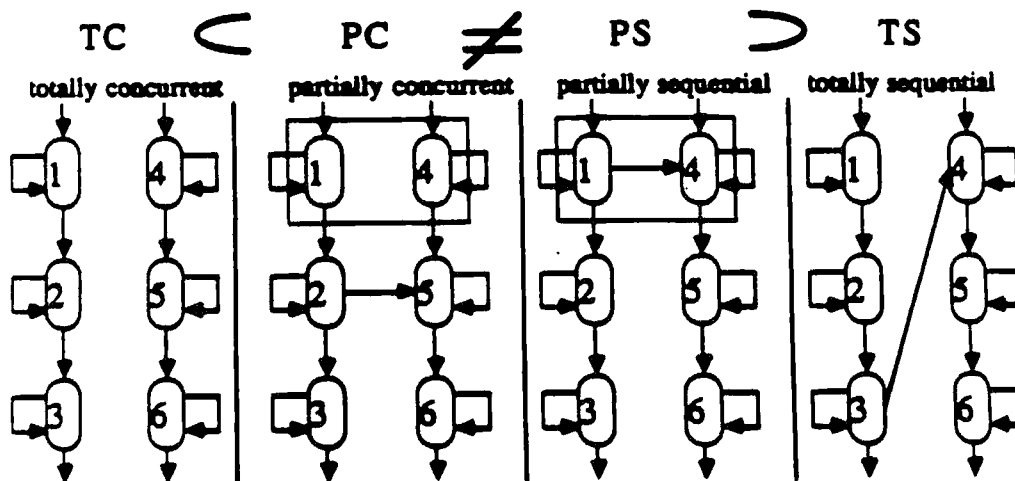 TC ⊂ PC ≠ PS ⊃ TS
totally concurrent partially concurrent partially sequential totally sequential
1 4 1 4 1 4 1 4
2 5 2 5 2 5 2 5
3 6 3 6 3 6 3 6